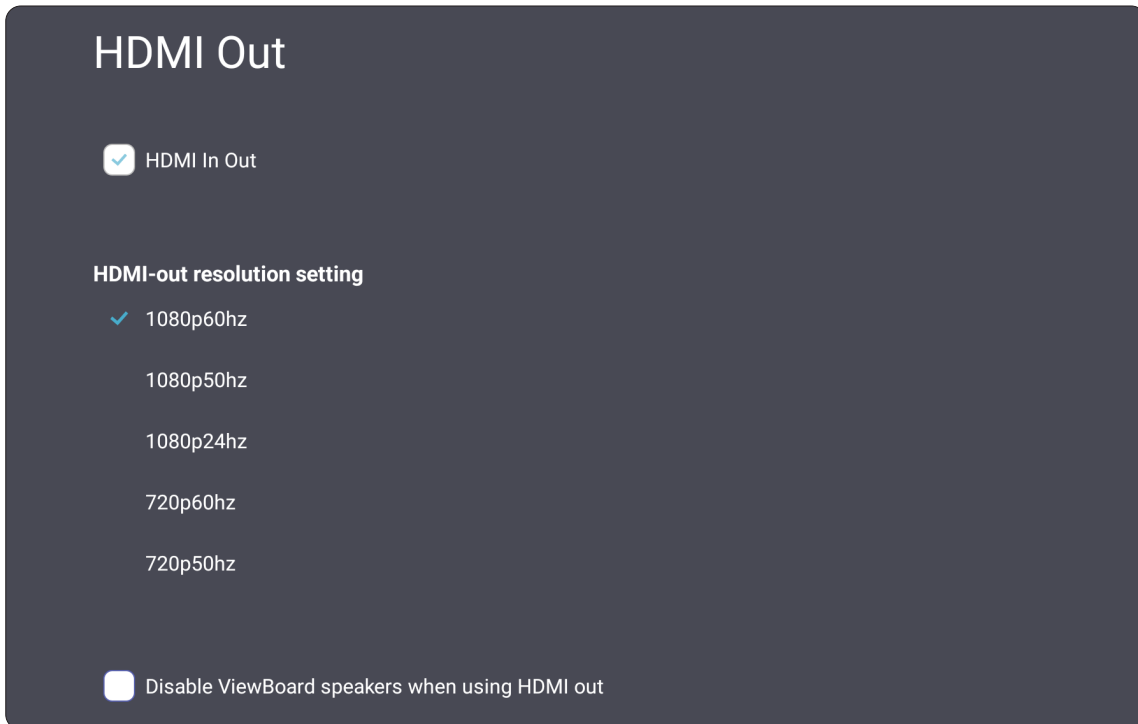 HDMI Out
HDMI In Out
HDMI-out resolution setting
1080p60hz
1080p50hz
1080p24hz
720p60hz
720p50hz
Disable ViewBoard speakers when using HDMI out